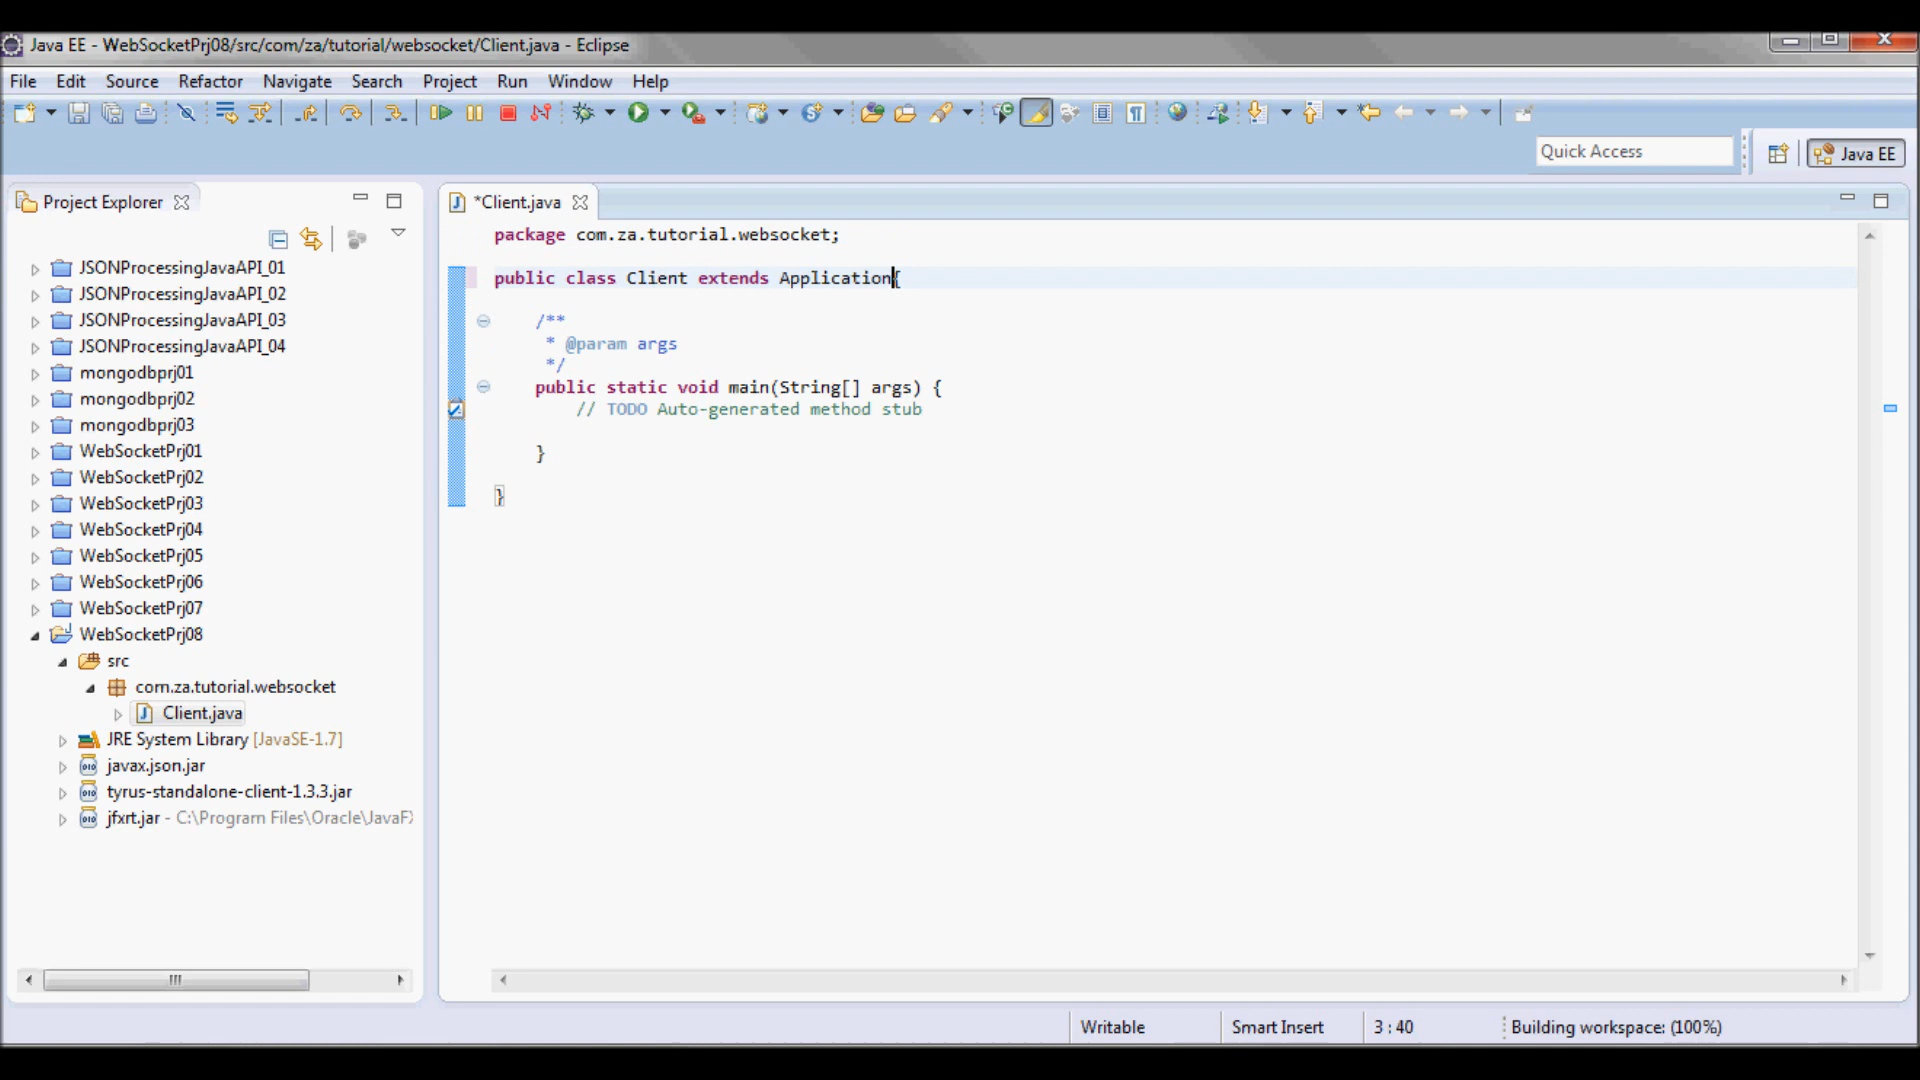 Java EE - WebSocketPrj08/src/com/za/tutorial/websocket/Client.java - Eclipse
File Edit Source Refactor Navigate Search Project Run Window Help
Quick Access
Java EE
Project Explorer
JSONProcessingJavaAPI_01
JSONProcessingJavaAPI_02
JSONProcessingJavaAPI_03
JSONProcessingJavaAPI_04
mongodbprj01
mongodbprj02
mongodbprj03
WebSocketPrj01
WebSocketPrj02
WebSocketPrj03
WebSocketPrj04
WebSocketPrj05
WebSocketPrj06
WebSocketPrj07
WebSocketPrj08
src
com.za.tutorial.websocket
Client.java
JRE System Library [JavaSE-1.7]
javax.json.jar
tyrus-standalone-client-1.3.3.jar
jfxrt.jar - C:\Program Files\Oracle\JavaFX
*Client.java
package com.za.tutorial.websocket;
public class Client extends Application{
/**
* @param args
*/
public static void main(String[] args) {
// TODO Auto-generated method stub
}
}
Writable
Smart Insert
3 : 40
Building workspace: (100%)